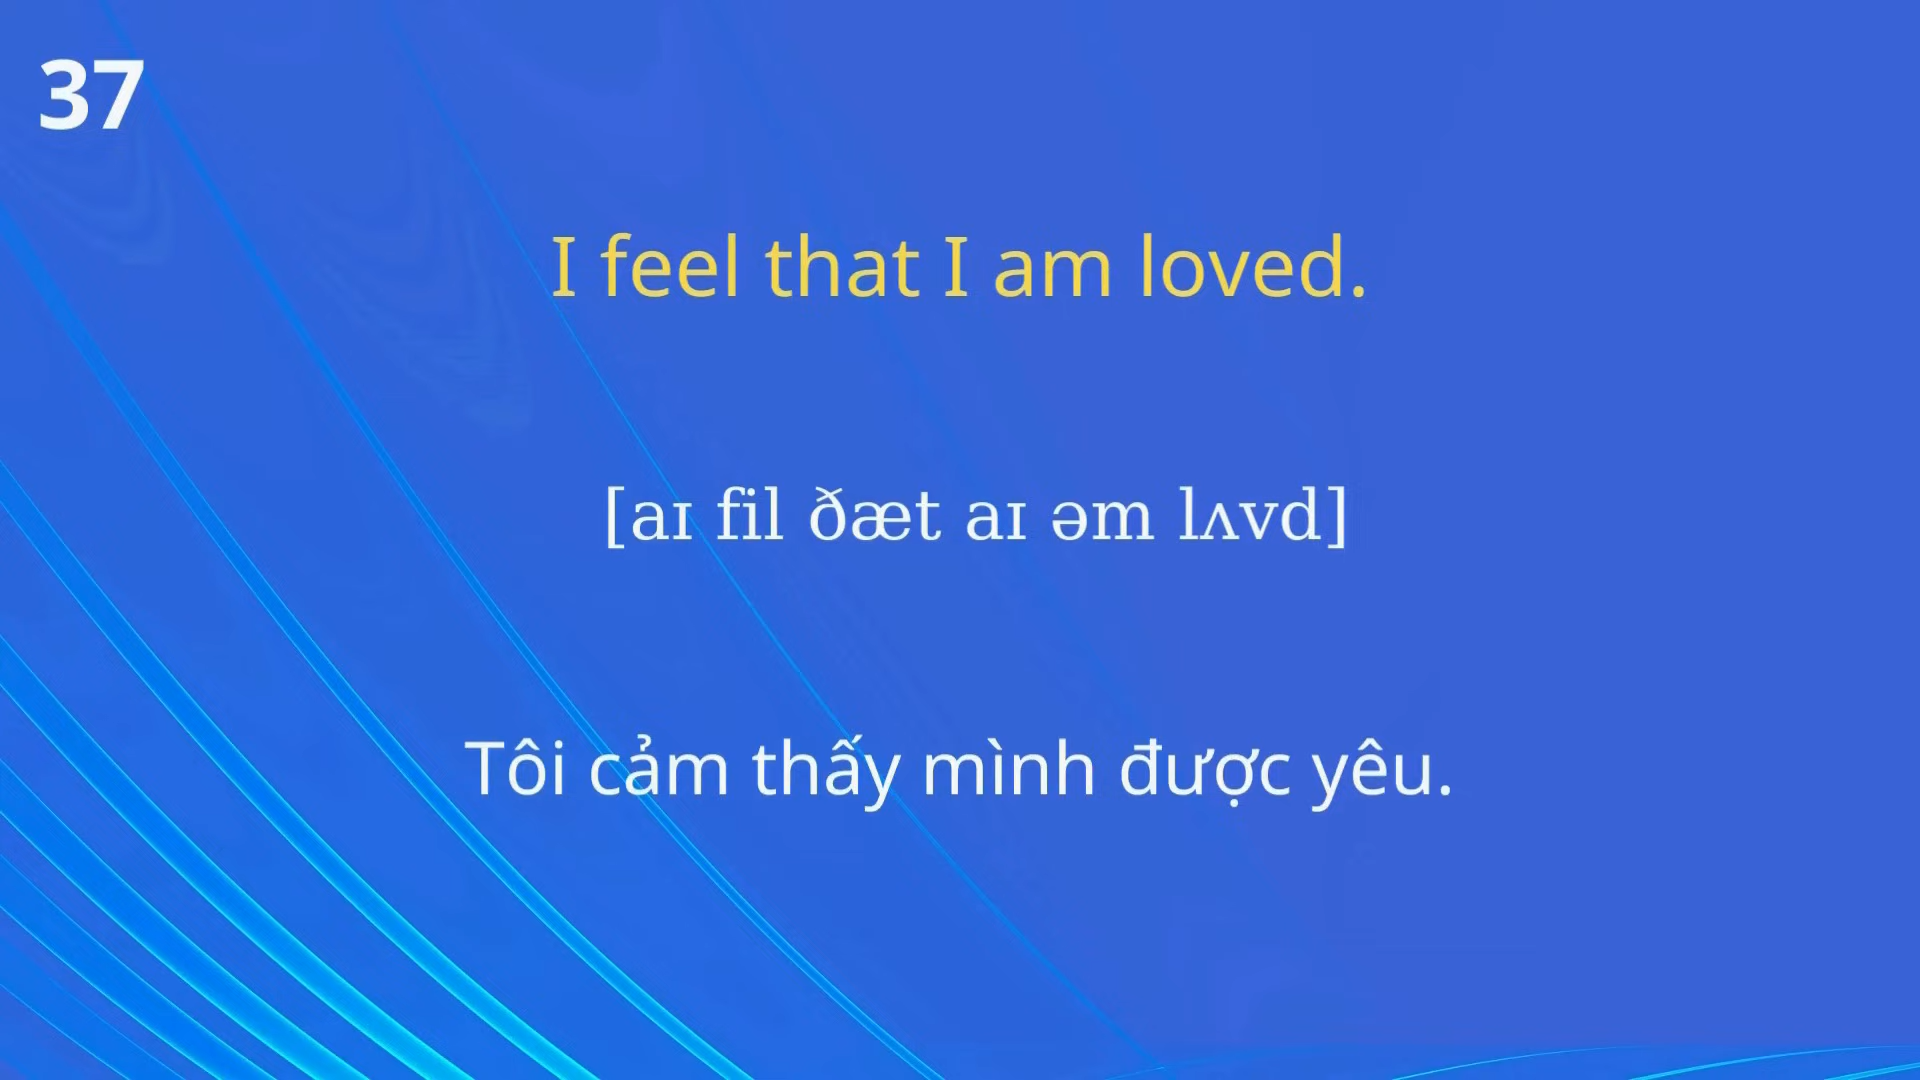 37
I feel that I am loved.
[aɪ fil ðæt aɪ əm lʌvd]
Tôi cảm thấy mình được yêu.